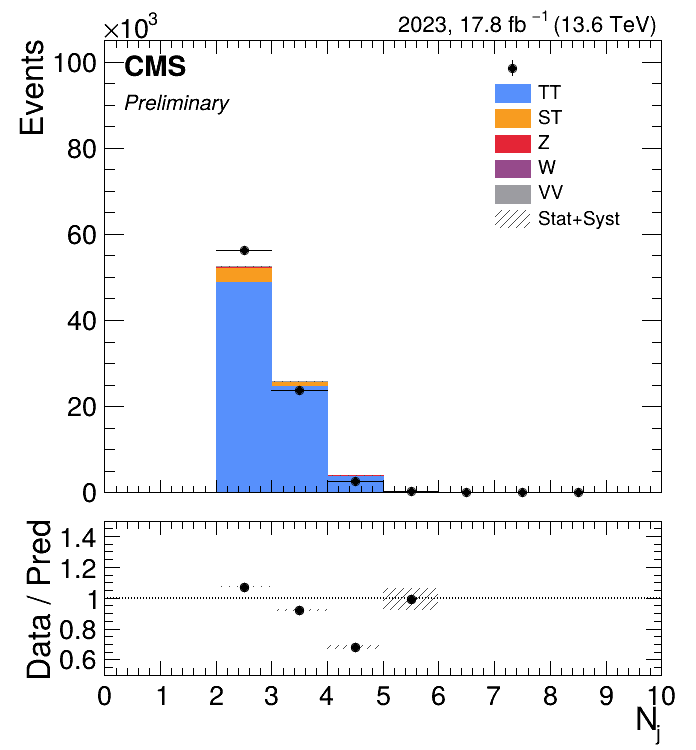 ×10³
2023, 17.8 fb ⁻¹ (13.6 TeV)
Events
100
80
60
40
20
0
CMS
Preliminary
TT
ST
Z
W
VV
Stat+Syst
Data / Pred
1.4
1.2
1
0.8
0.6
0 1 2 3 4 5 6 7 8 9 10
Nj